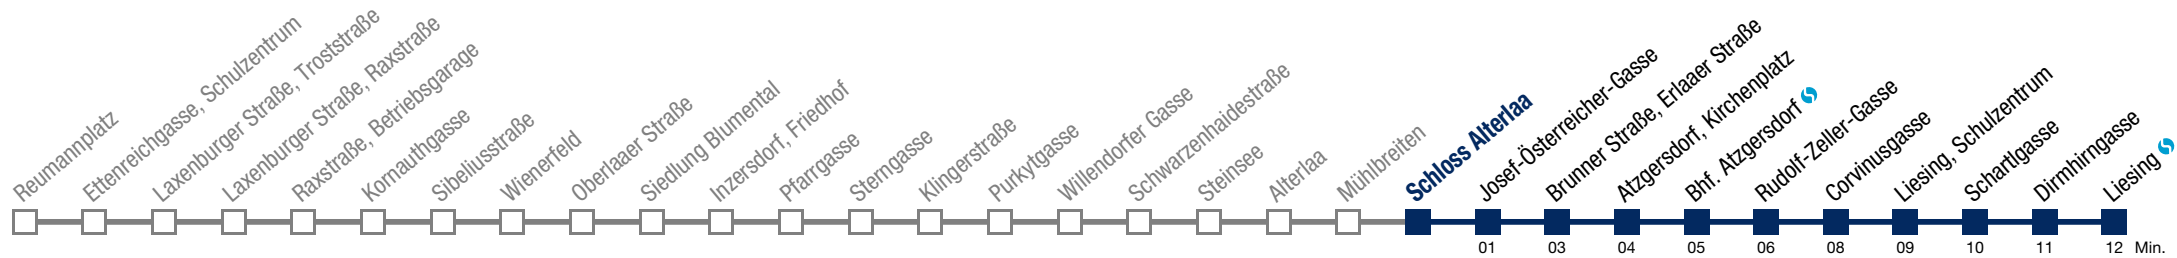 Reumannplatz
Ettenreichgasse, Schulzentrum
Laxenburger Straße, Troststraße
Laxenburger Straße, Raxstraße
Raxstraße, Betriebsgarage
Kornauthgasse
Sibeliusstraße
Wienerfeld
Oberlaaer Straße
Siedlung Blumental
Inzersdorf, Friedhof
Pfarrgasse
Sterngasse
Klingerstraße
Purkytgasse
Willendorfer Gasse
Schwarzenhaidestraße
Steinsee
Alterlaa
Mühlbreiten
Schloss Alterlaa
Josef-Österreicher-Gasse
Brunner Straße, Erlaaer Straße
Atzgersdorf, Kirchenplatz
Bhf. Atzgersdorf
Rudolf-Zeller-Gasse
Corvinusgasse
Liesing, Schulzentrum
Schartlgasse
Dirmhirngasse
Liesing
01 03 04 05 06 08 09 10 11 12 Min.